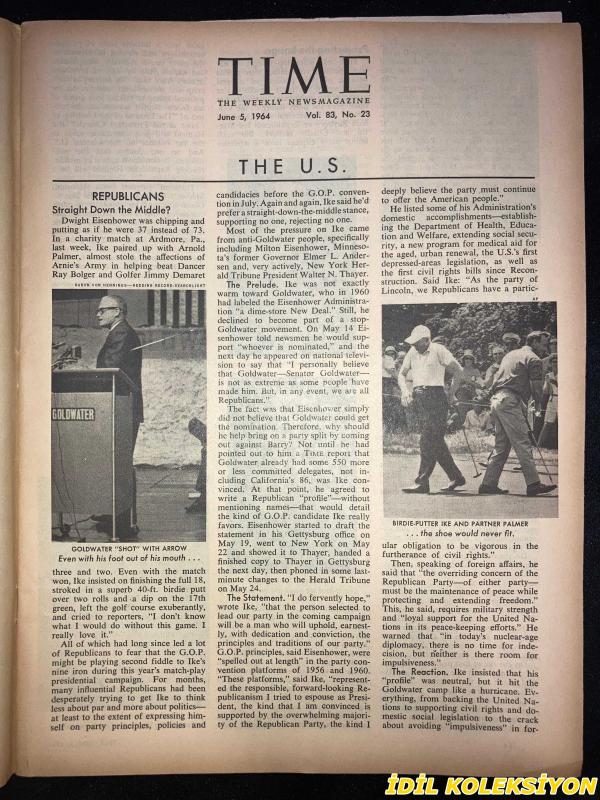 TIME
THE WEEKLY NEWSMAGAZINE
June 5, 1964 Vol. 83, No. 23
THE U.S.
REPUBLICANS
Straight Down the Middle?
Dwight Eisenhower was chipping and
putting as if he were 37 instead of 73.
In a charity match at Ardmore, Pa.,
last week, Ike paired up with Arnold
Palmer, almost stole the affections of
Arnie's Army in helping beat Dancer
Ray Bolger and Golfer Jimmy Demaret
KAREN VON HENNINGS—REDDING RECORD-SEARCHLIGHT
GOLDWATER
GOLDWATER "SHOT" WITH ARROW
Even with his foot out of his mouth . . .
three and two. Even with the match
won, Ike insisted on finishing the full 18,
stroked in a superb 40-ft. birdie putt
over two rolls and a dip on the 17th
green, left the golf course exuberantly,
and cried to reporters, "I don't know
what I would do without this game. I
really love it."
All of which had long since led a lot
of Republicans to fear that the G.O.P.
might be playing second fiddle to Ike's
nine iron during this year's match-play
presidential campaign. For months,
many influential Republicans had been
desperately trying to get Ike to think
less about par and more about politics—
at least to the extent of expressing him-
self on party principles, policies and
candidates before the G.O.P. conven-
tion in July. Again and again, Ike said he'd
prefer a straight-down-the-middle stance,
supporting no one, rejecting no one.
Most of the pressure on Ike came
from anti-Goldwater people, specifically
including Milton Eisenhower, Minneso-
ta's former Governor Elmer L. Ander-
sen and, very actively, New York Her-
ald Tribune President Walter N. Thayer.
The Prelude. Ike was not exactly
warm toward Goldwater, who in 1960
had labeled the Eisenhower Administra-
tion "a dime-store New Deal." Still, he
declined to become part of a stop-
Goldwater movement. On May 14 Ei-
senhower told newsmen he would sup-
port "whoever is nominated," and the
next day he appeared on national televi-
sion to say that "I personally believe
that Goldwater—Senator Goldwater—
is not as extreme as some people have
made him. But, in any event, we are all
Republicans."
The fact was that Eisenhower simply
did not believe that Goldwater could get
the nomination. Therefore, why should
he help bring on a party split by coming
out against Barry? Not until he had
pointed out to him a TIME report that
Goldwater already had some 550 more
or less committed delegates, not in-
cluding California's 86, was Ike con-
vinced. At that point, he agreed to
write a Republican "profile"—without
mentioning names—that would detail
the kind of G.O.P. candidate Ike really
favors. Eisenhower started to draft the
statement in his Gettysburg office on
May 19, went to New York on May
22 and showed it to Thayer, handed a
finished copy to Thayer in Gettysburg
the next day, then phoned in some last-
minute changes to the Herald Tribune
on May 24.
The Statement. "I do fervently hope,"
wrote Ike, "that the person selected to
lead our party in the coming campaign
will be a man who will uphold, earnest-
ly, with dedication and conviction, the
principles and traditions of our party."
G.O.P. principles, said Eisenhower, were
"spelled out at length" in the party con-
vention platforms of 1956 and 1960.
"These platforms," said Ike, "represent-
ed the responsible, forward-looking Re-
publicanism I tried to espouse as Presi-
dent, the kind that I am convinced is
supported by the overwhelming majori-
ty of the Republican Party, the kind I
deeply believe the party must continue
to offer the American people."
He listed some of his Administration's
domestic accomplishments—establish-
ing the Department of Health, Educa-
tion and Welfare, extending social secu-
rity, a new program for medical aid for
the aged, urban renewal, the U.S.'s first
depressed-areas legislation, as well as
the first civil rights bills since Recon-
struction. Said Ike: "As the party of
Lincoln, we Republicans have a partic-
AP
BIRDIE-PUTTER IKE AND PARTNER PALMER
. . . the shoe would never fit.
ular obligation to be vigorous in the
furtherance of civil rights."
Then, speaking of foreign affairs, he
said that "the overriding concern of the
Republican Party—of either party—
must be the maintenance of peace while
protecting and extending freedom."
This, he said, requires military strength
and "loyal support for the United Na-
tions in its peace-keeping efforts." He
warned that "in today's nuclear-age
diplomacy, there is no time for inde-
cision, but neither is there room for
impulsiveness."
The Reaction. Ike insisted that his
"profile" was neutral, but it hit the
Goldwater camp like a hurricane. Ev-
erything, from backing the United Na-
tions to supporting civil rights and do-
mestic social legislation to the crack
about avoiding "impulsiveness" in for-
İDİL KOLEKSİYON